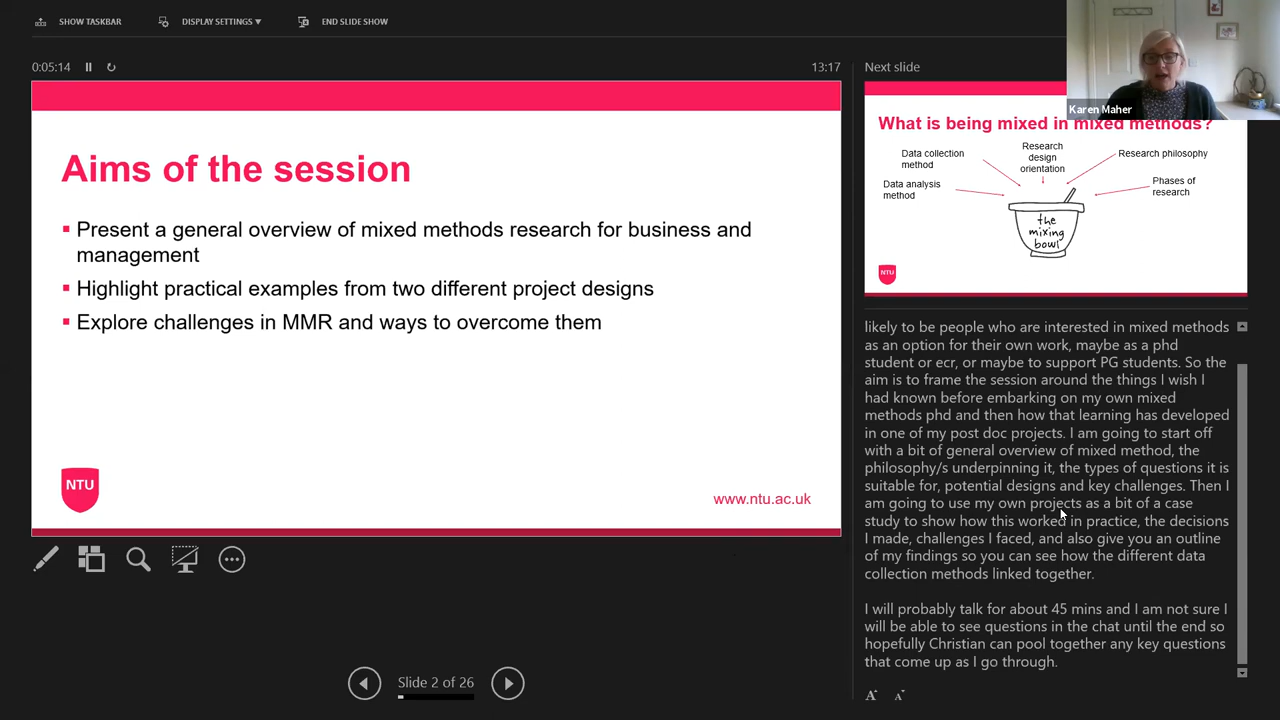 SHOW TASKBAR
DISPLAY SETTINGS ▼
END SLIDE SHOW
0:05:14
13:17
Aims of the session
▪ Present a general overview of mixed methods research for business and
management
▪ Highlight practical examples from two different project designs
▪ Explore challenges in MMR and ways to overcome them
NTU
www.ntu.ac.uk
Slide 2 of 26
Next slide
Karen Maher
What is being mixed in mixed methods?
Data collection
method
Research
design
orientation
Research philosophy
Data analysis
method
Phases of
research
the
mixing
bowl
NTU
likely to be people who are interested in mixed methods
as an option for their own work, maybe as a phd
student or ecr, or maybe to support PG students. So the
aim is to frame the session around the things I wish I
had known before embarking on my own mixed
methods phd and then how that learning has developed
in one of my post doc projects. I am going to start off
with a bit of general overview of mixed method, the
philosophy/s underpinning it, the types of questions it is
suitable for, potential designs and key challenges. Then I
am going to use my own projects as a bit of a case
study to show how this worked in practice, the decisions
I made, challenges I faced, and also give you an outline
of my findings so you can see how the different data
collection methods linked together.
I will probably talk for about 45 mins and I am not sure I
will be able to see questions in the chat until the end so
hopefully Christian can pool together any key questions
that come up as I go through.
A A